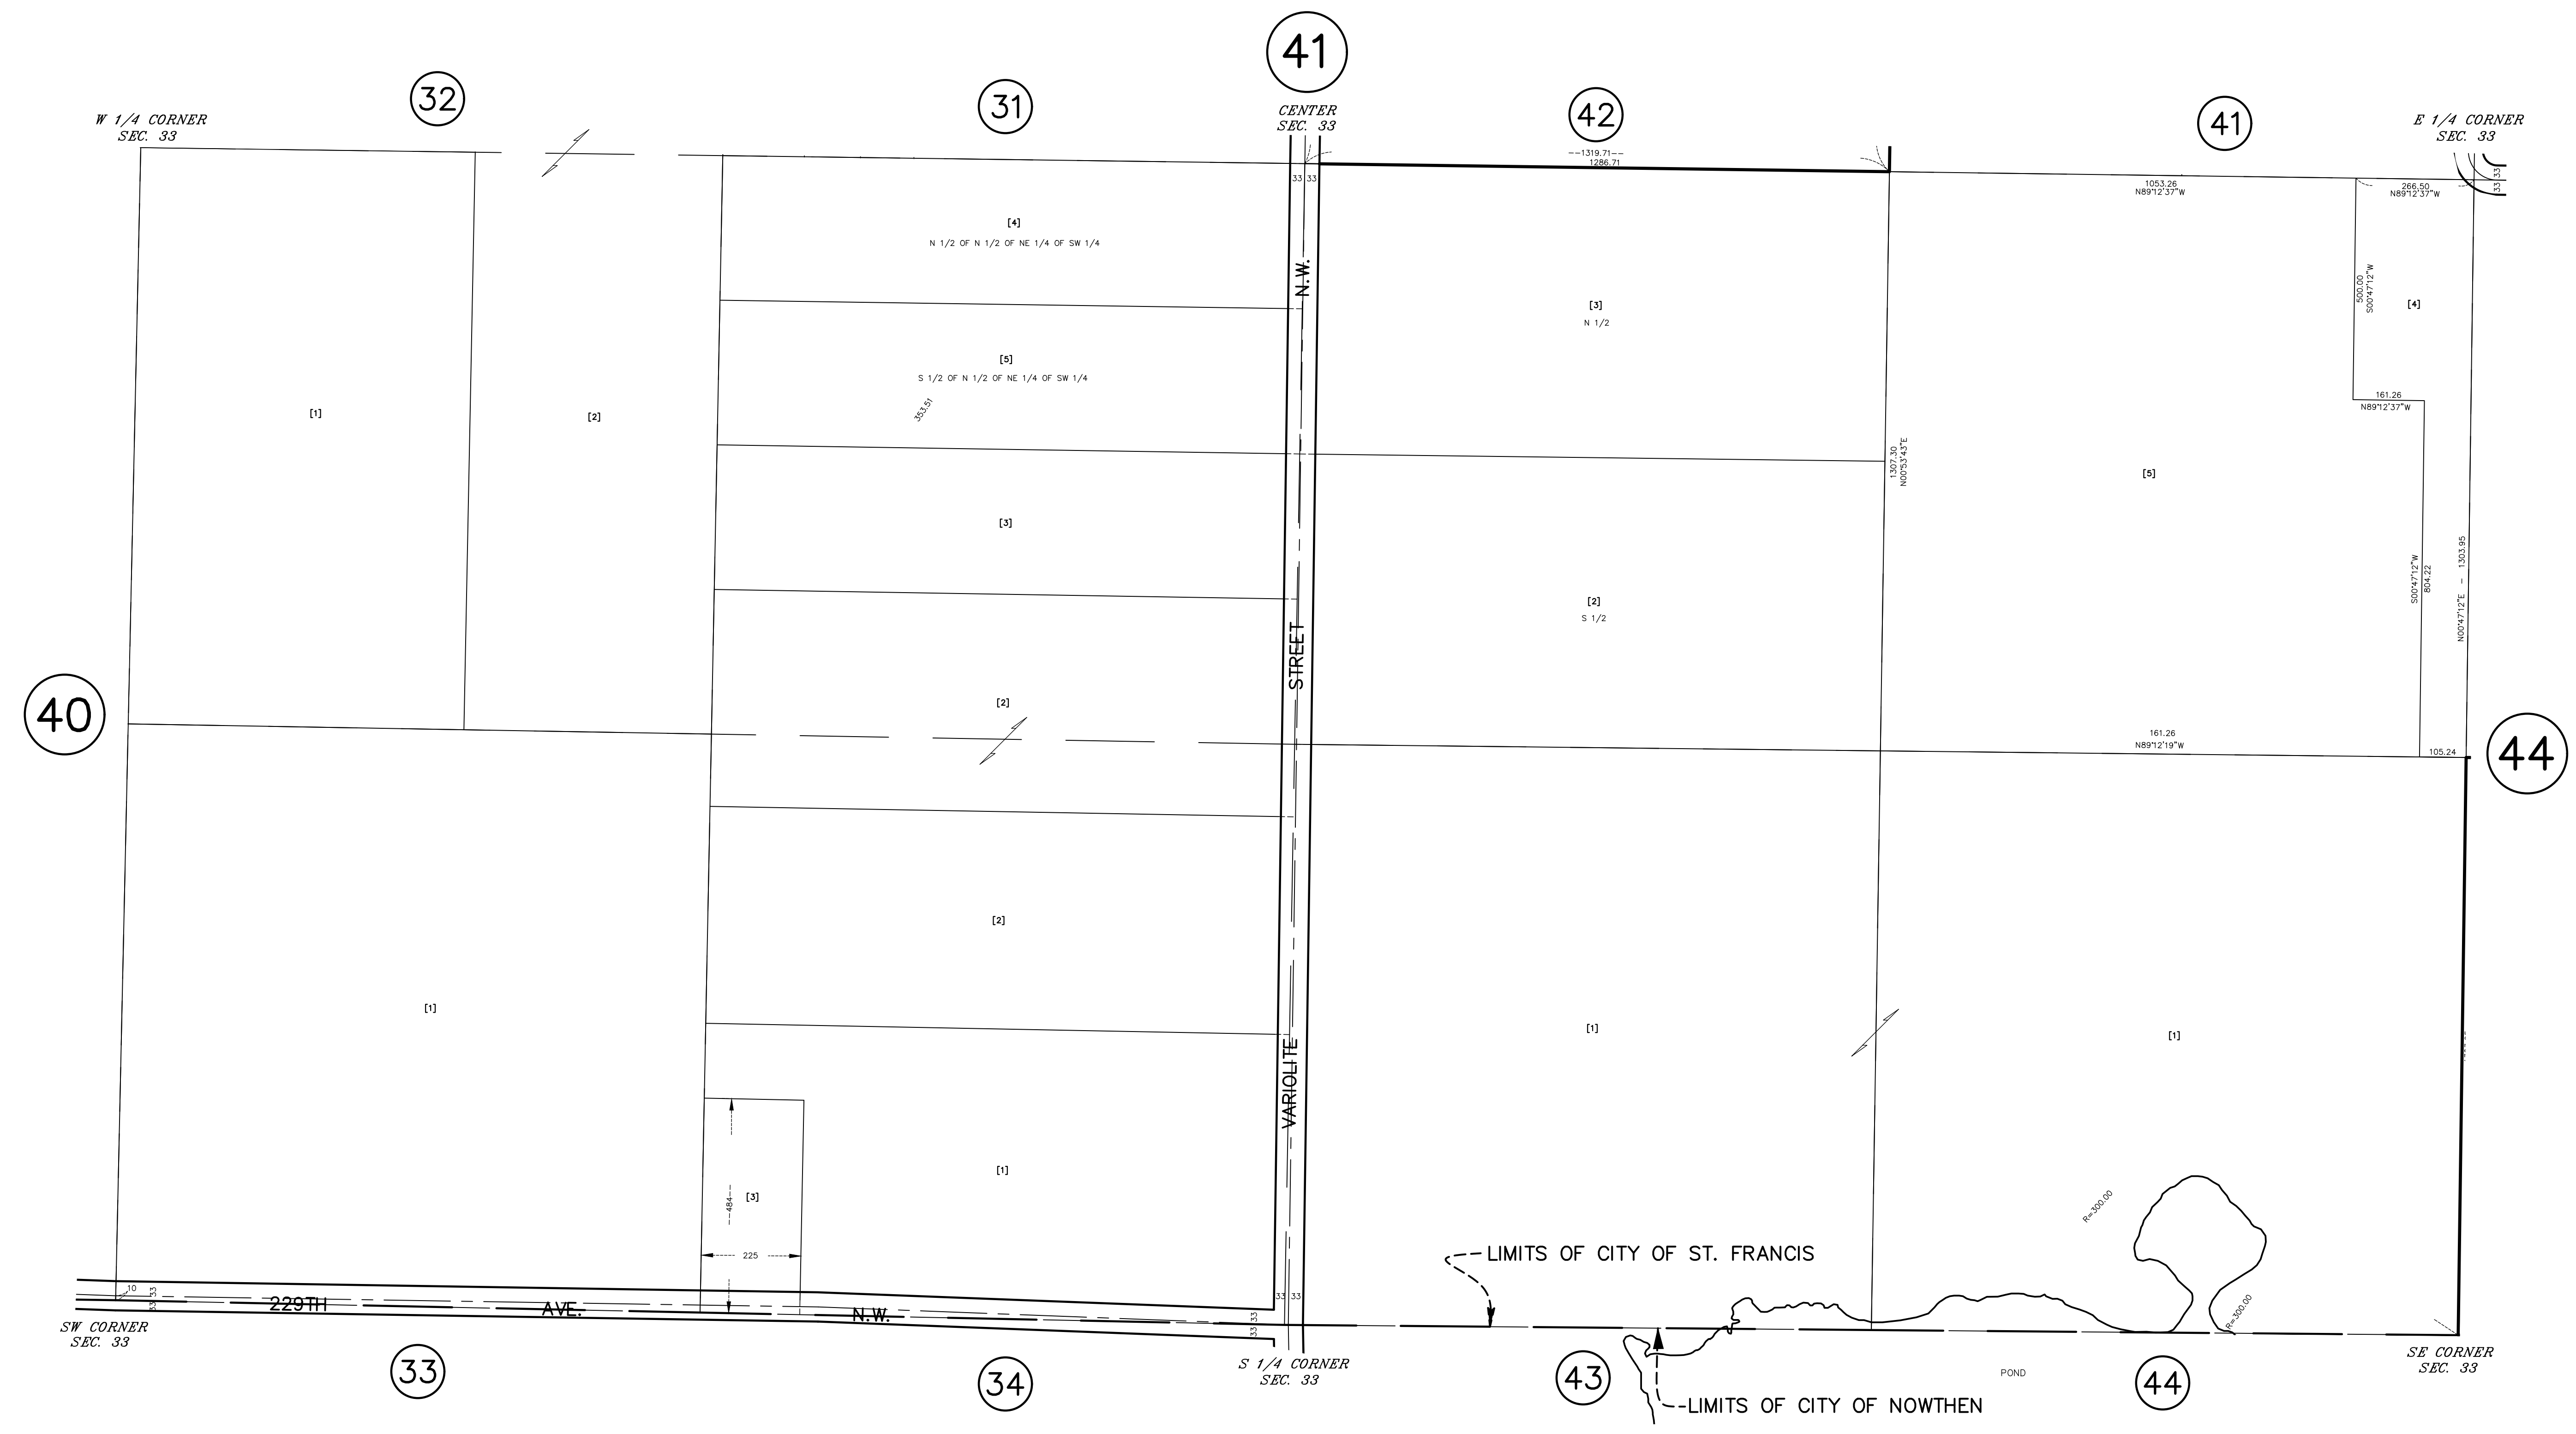 41
32
31
42
41
W 1/4 CORNER
SEC. 33
CENTER
SEC. 33
E 1/4 CORNER
SEC. 33
--1319.71--
1286.71
33
33
1053.26
N89°12'37"W
266.50
N89°12'37"W
33
33
[4]
N 1/2 OF N 1/2 OF NE 1/4 OF SW 1/4
N.W.
[3]
N 1/2
500.00
S00°47'12"W
[4]
[5]
S 1/2 OF N 1/2 OF NE 1/4 OF SW 1/4
353.51
[1]
[2]
161.26
N89°12'37"W
1307.30
N00°53'43"E
[5]
[3]
S00°47'12"W
804.22
N00°47'12"E - 1303.95
[2]
S 1/2
STREET
40
[2]
161.26
N89°12'19"W
105.24
44
[2]
[1]
[1]
[1]
VARIOLITE
[1]
484
[3]
225
R=300.00
R=300.00
LIMITS OF CITY OF ST. FRANCIS
10
33
33
229TH
AVE.
N.W.
33
33
33
33
SW CORNER
SEC. 33
S 1/4 CORNER
SEC. 33
SE CORNER
SEC. 33
33
34
43
POND
44
LIMITS OF CITY OF NOWTHEN